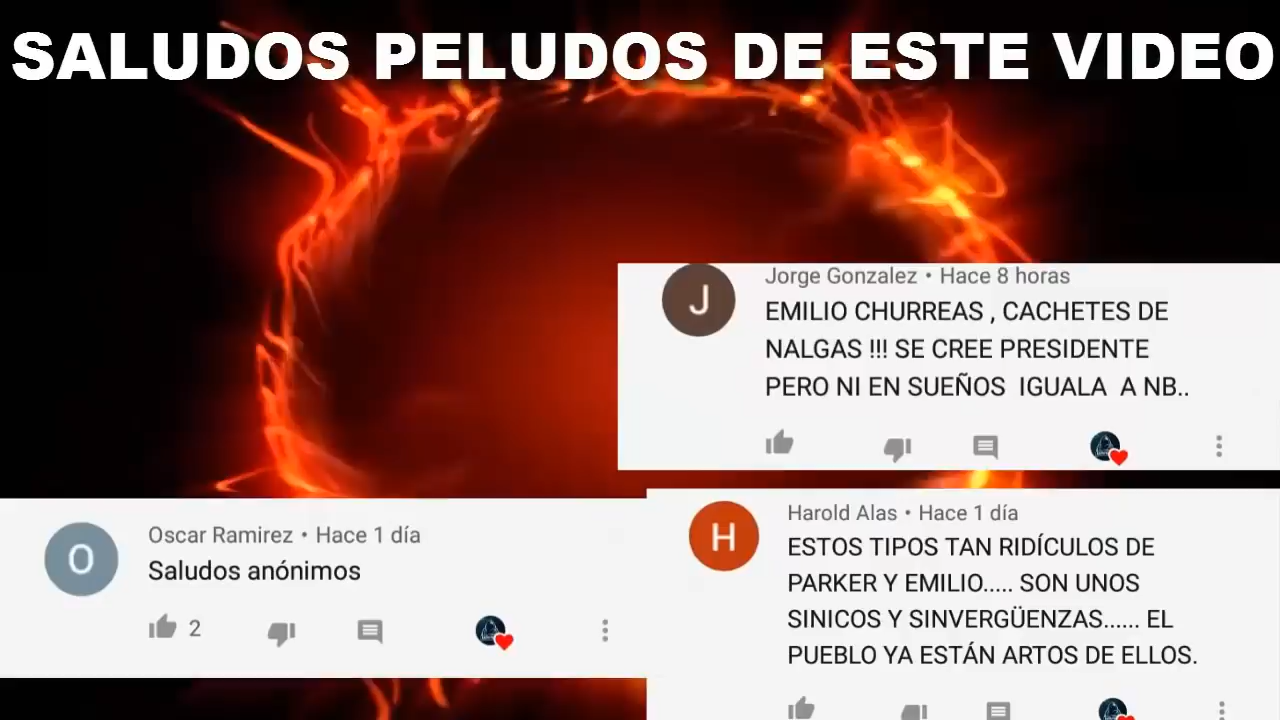 SALUDOS PELUDOS DE ESTE VIDEO
J
Jorge Gonzalez • Hace 8 horas
EMILIO CHURREAS , CACHETES DE
NALGAS !!! SE CREE PRESIDENTE
PERO NI EN SUEÑOS IGUALA A NB..
O
Oscar Ramirez • Hace 1 día
Saludos anónimos
2
H
Harold Alas • Hace 1 día
ESTOS TIPOS TAN RIDÍCULOS DE
PARKER Y EMILIO..... SON UNOS
SINICOS Y SINVERGÜENZAS...... EL
PUEBLO YA ESTÁN ARTOS DE ELLOS.